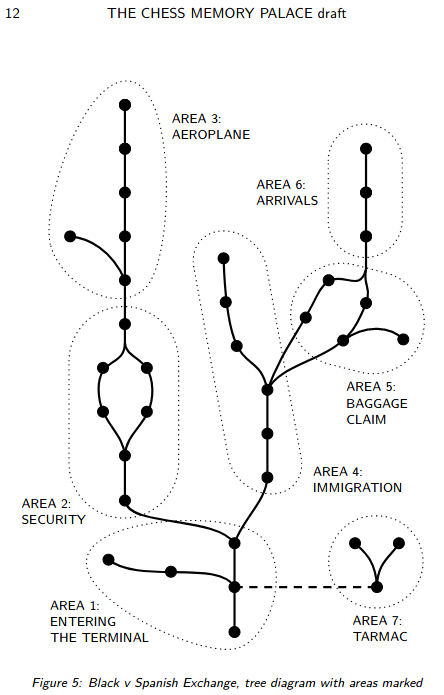 12
THE CHESS MEMORY PALACE draft
AREA 3:
AEROPLANE
AREA 6:
ARRIVALS
AREA 5:
BAGGAGE
CLAIM
AREA 4:
IMMIGRATION
AREA 2:
SECURITY
AREA 1:
ENTERING
THE TERMINAL
AREA 7:
TARMAC
Figure 5: Black v Spanish Exchange, tree diagram with areas marked